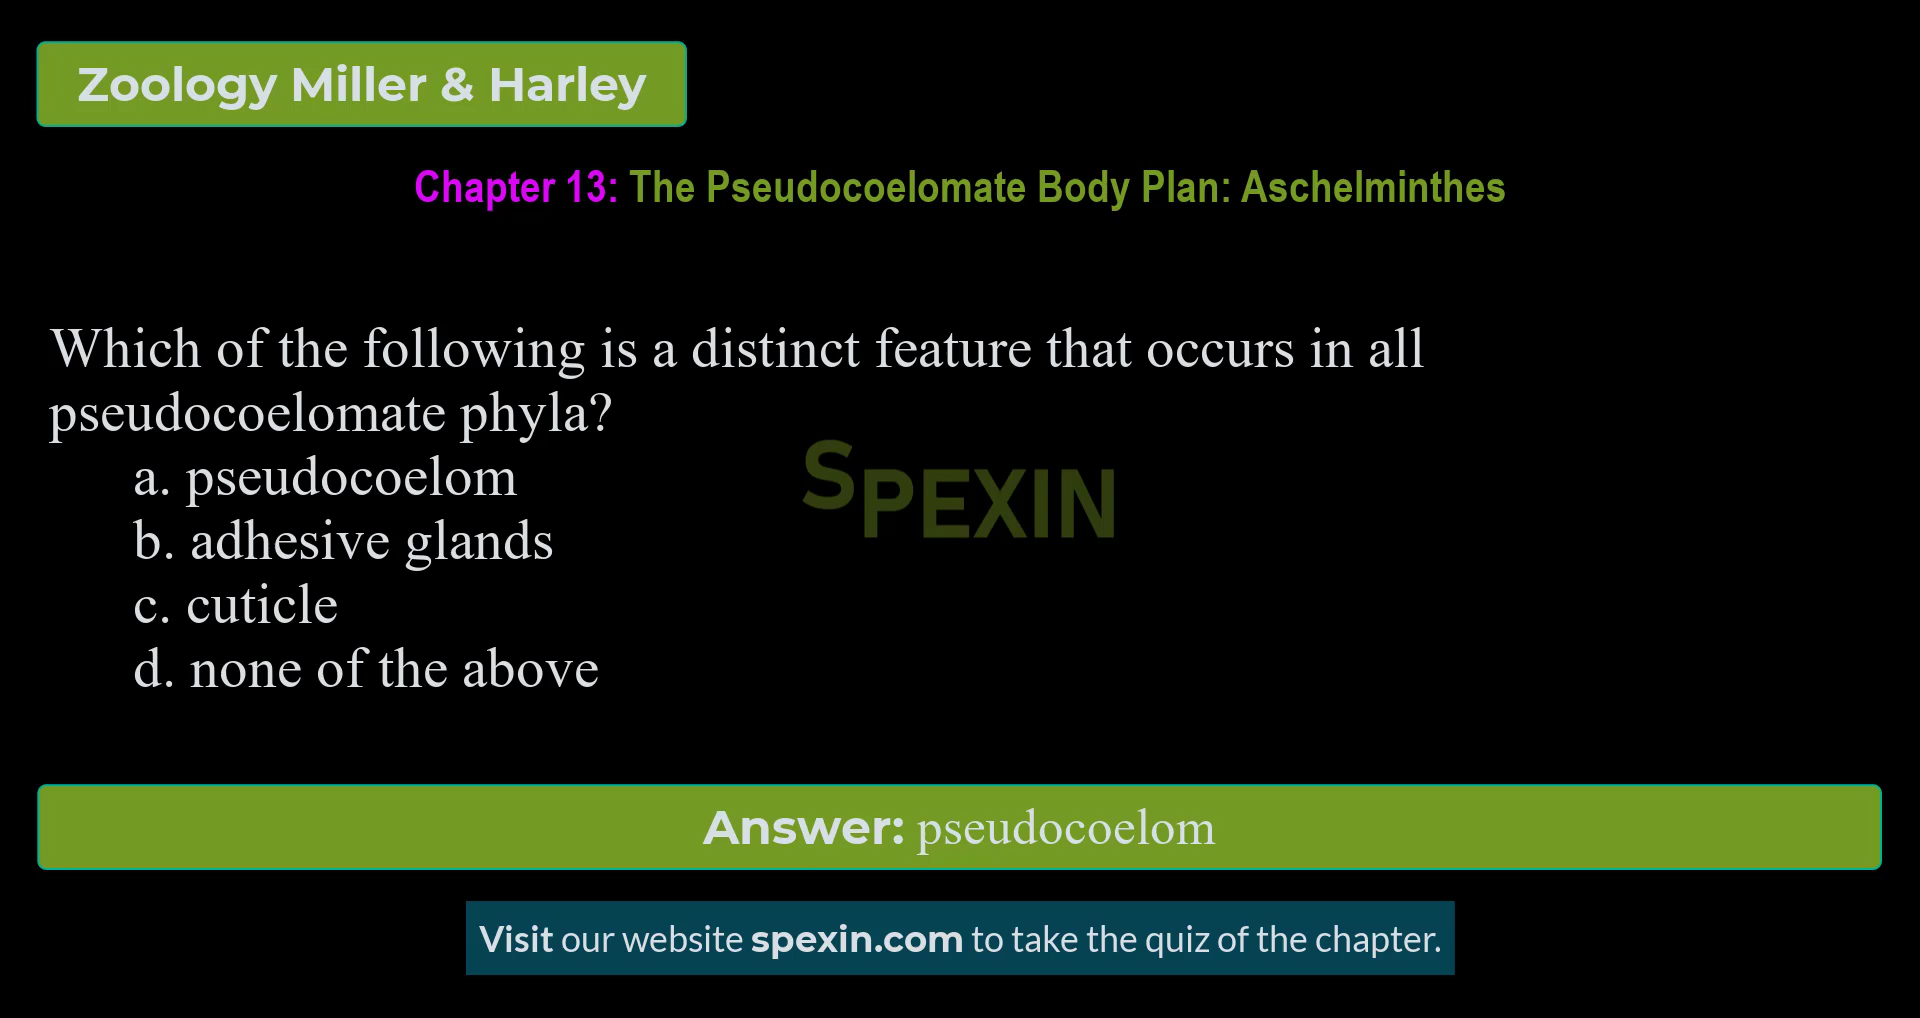 Zoology Miller & Harley
Chapter 13: The Pseudocoelomate Body Plan: Aschelminthes
Which of the following is a distinct feature that occurs in all
pseudocoelomate phyla?
a. pseudocoelom
SPEXIN
b. adhesive glands
c. cuticle
d. none of the above
Answer: pseudocoelom
Visit our website spexin.com to take the quiz of the chapter.